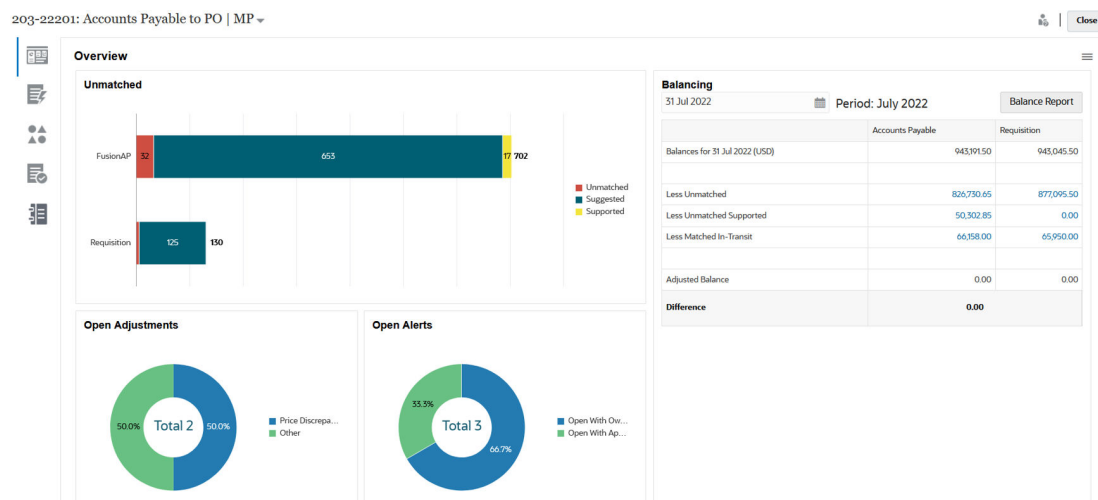 203-22201: Accounts Payable to PO | MP
Close
Overview
Unmatched
FusionAP 32 653 17 702
Requisition 125 130
Unmatched
Suggested
Supported
Balancing
31 Jul 2022 Period: July 2022 Balance Report
Accounts Payable Requisition
Balances for 31 Jul 2022 (USD) 943,191.50 943,045.50
Less Unmatched 826,730.65 877,095.50
Less Unmatched Supported 50,302.85 0.00
Less Matched In-Transit 66,158.00 65,950.00
Adjusted Balance 0.00 0.00
Difference 0.00
Open Adjustments
50.0% Total 2 50.0%
Price Discrepa...
Other
Open Alerts
33.3%
Total 3
66.7%
Open With Ow...
Open With Ap...